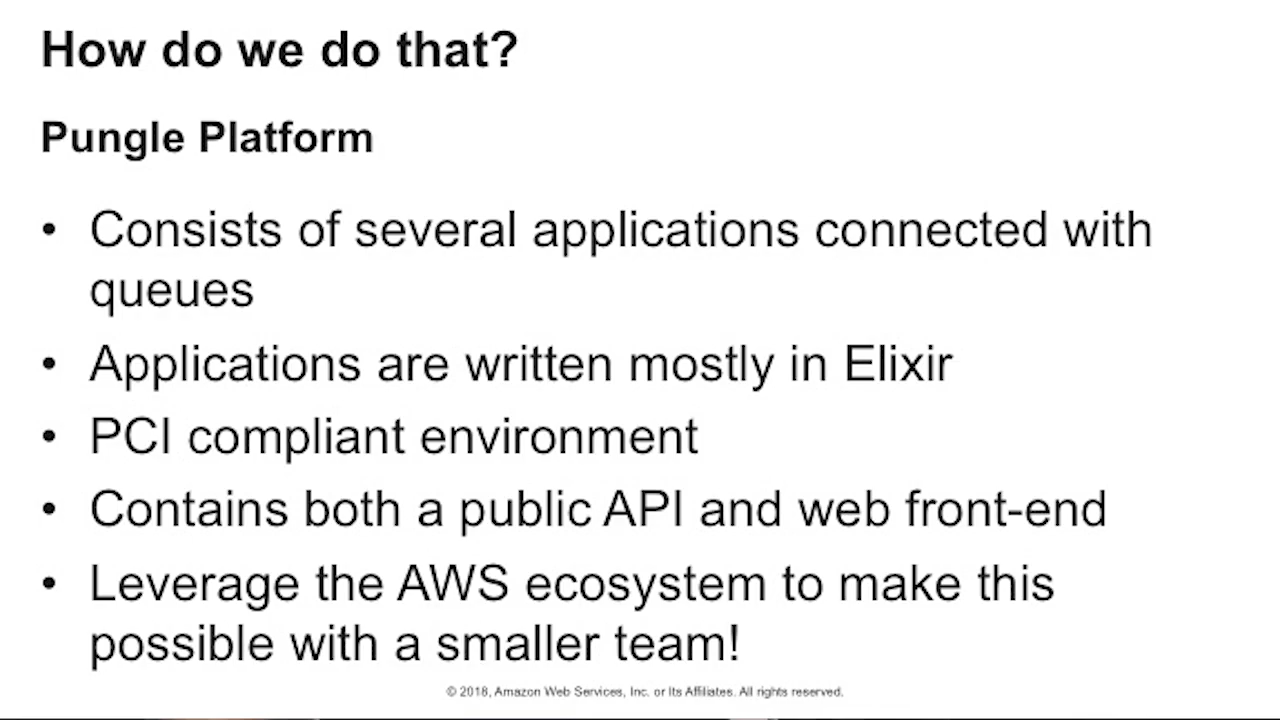 How do we do that?
Pungle Platform
• Consists of several applications connected with
queues
• Applications are written mostly in Elixir
• PCI compliant environment
• Contains both a public API and web front-end
• Leverage the AWS ecosystem to make this
possible with a smaller team!
© 2018, Amazon Web Services, Inc. or Its Affiliates. All rights reserved.